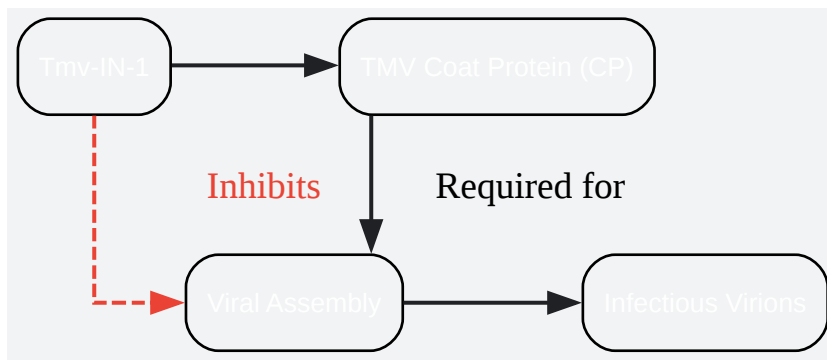 Tmv-IN-1
TMV Coat Protein (CP)
Inhibits
Required for
Viral Assembly
Infectious Virions